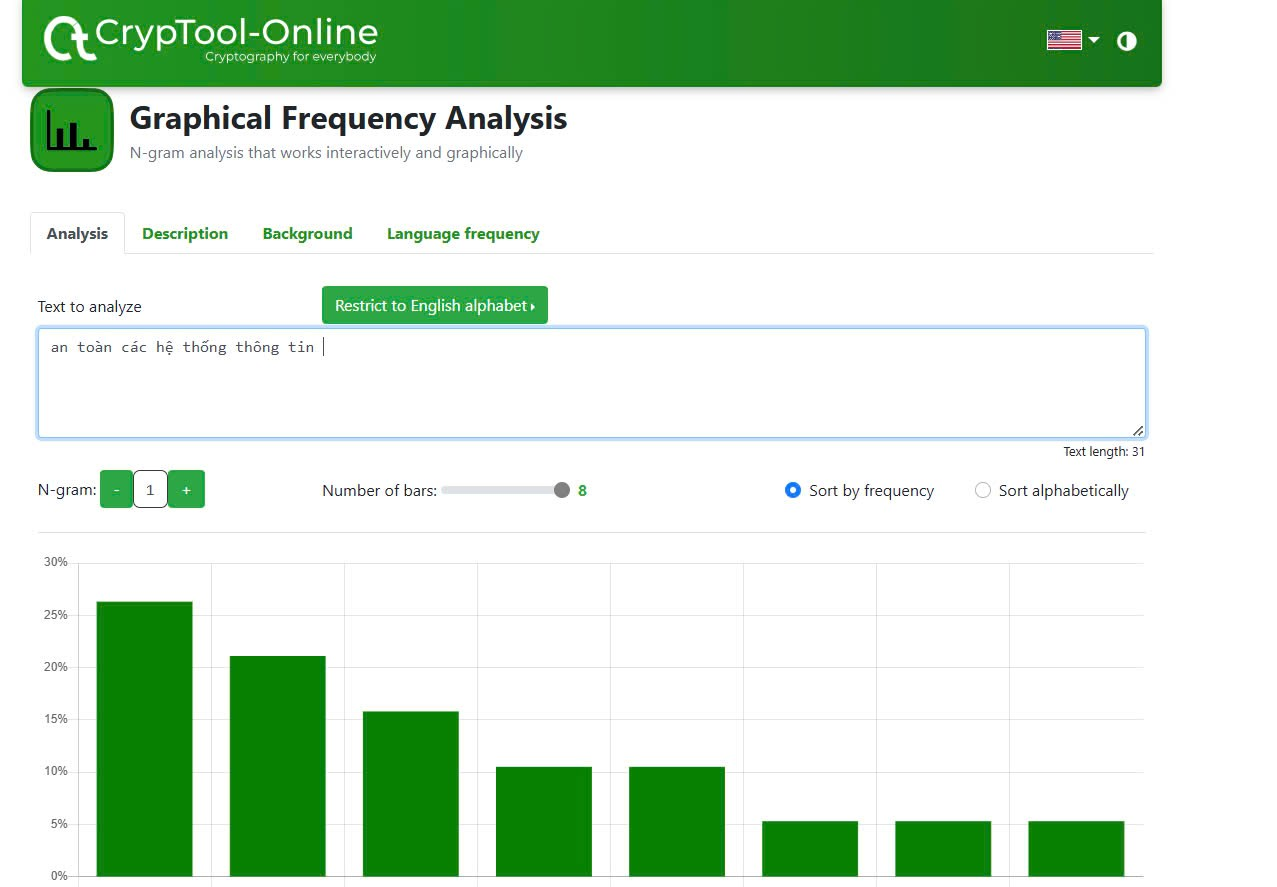 CrypTool-Online
Cryptography for everybody
Graphical Frequency Analysis
N-gram analysis that works interactively and graphically
Analysis Description Background Language frequency
Text to analyze Restrict to English alphabet
an toàn các hệ thống thông tin
Text length: 31
N-gram: - 1 + Number of bars: 8 Sort by frequency Sort alphabetically
30%
25%
20%
15%
10%
5%
0%